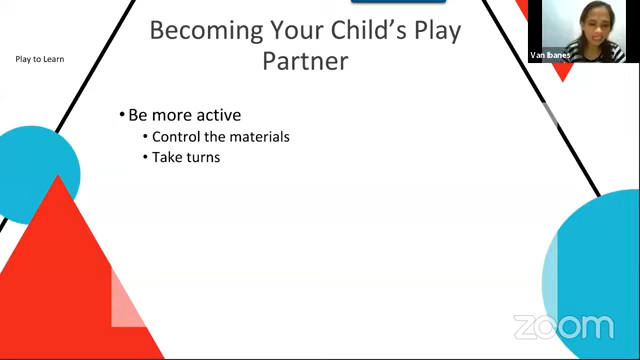 Becoming Your Child's Play
Partner
Play to Learn
Van Ibanes
• Be more active
• Control the materials
• Take turns
zoom